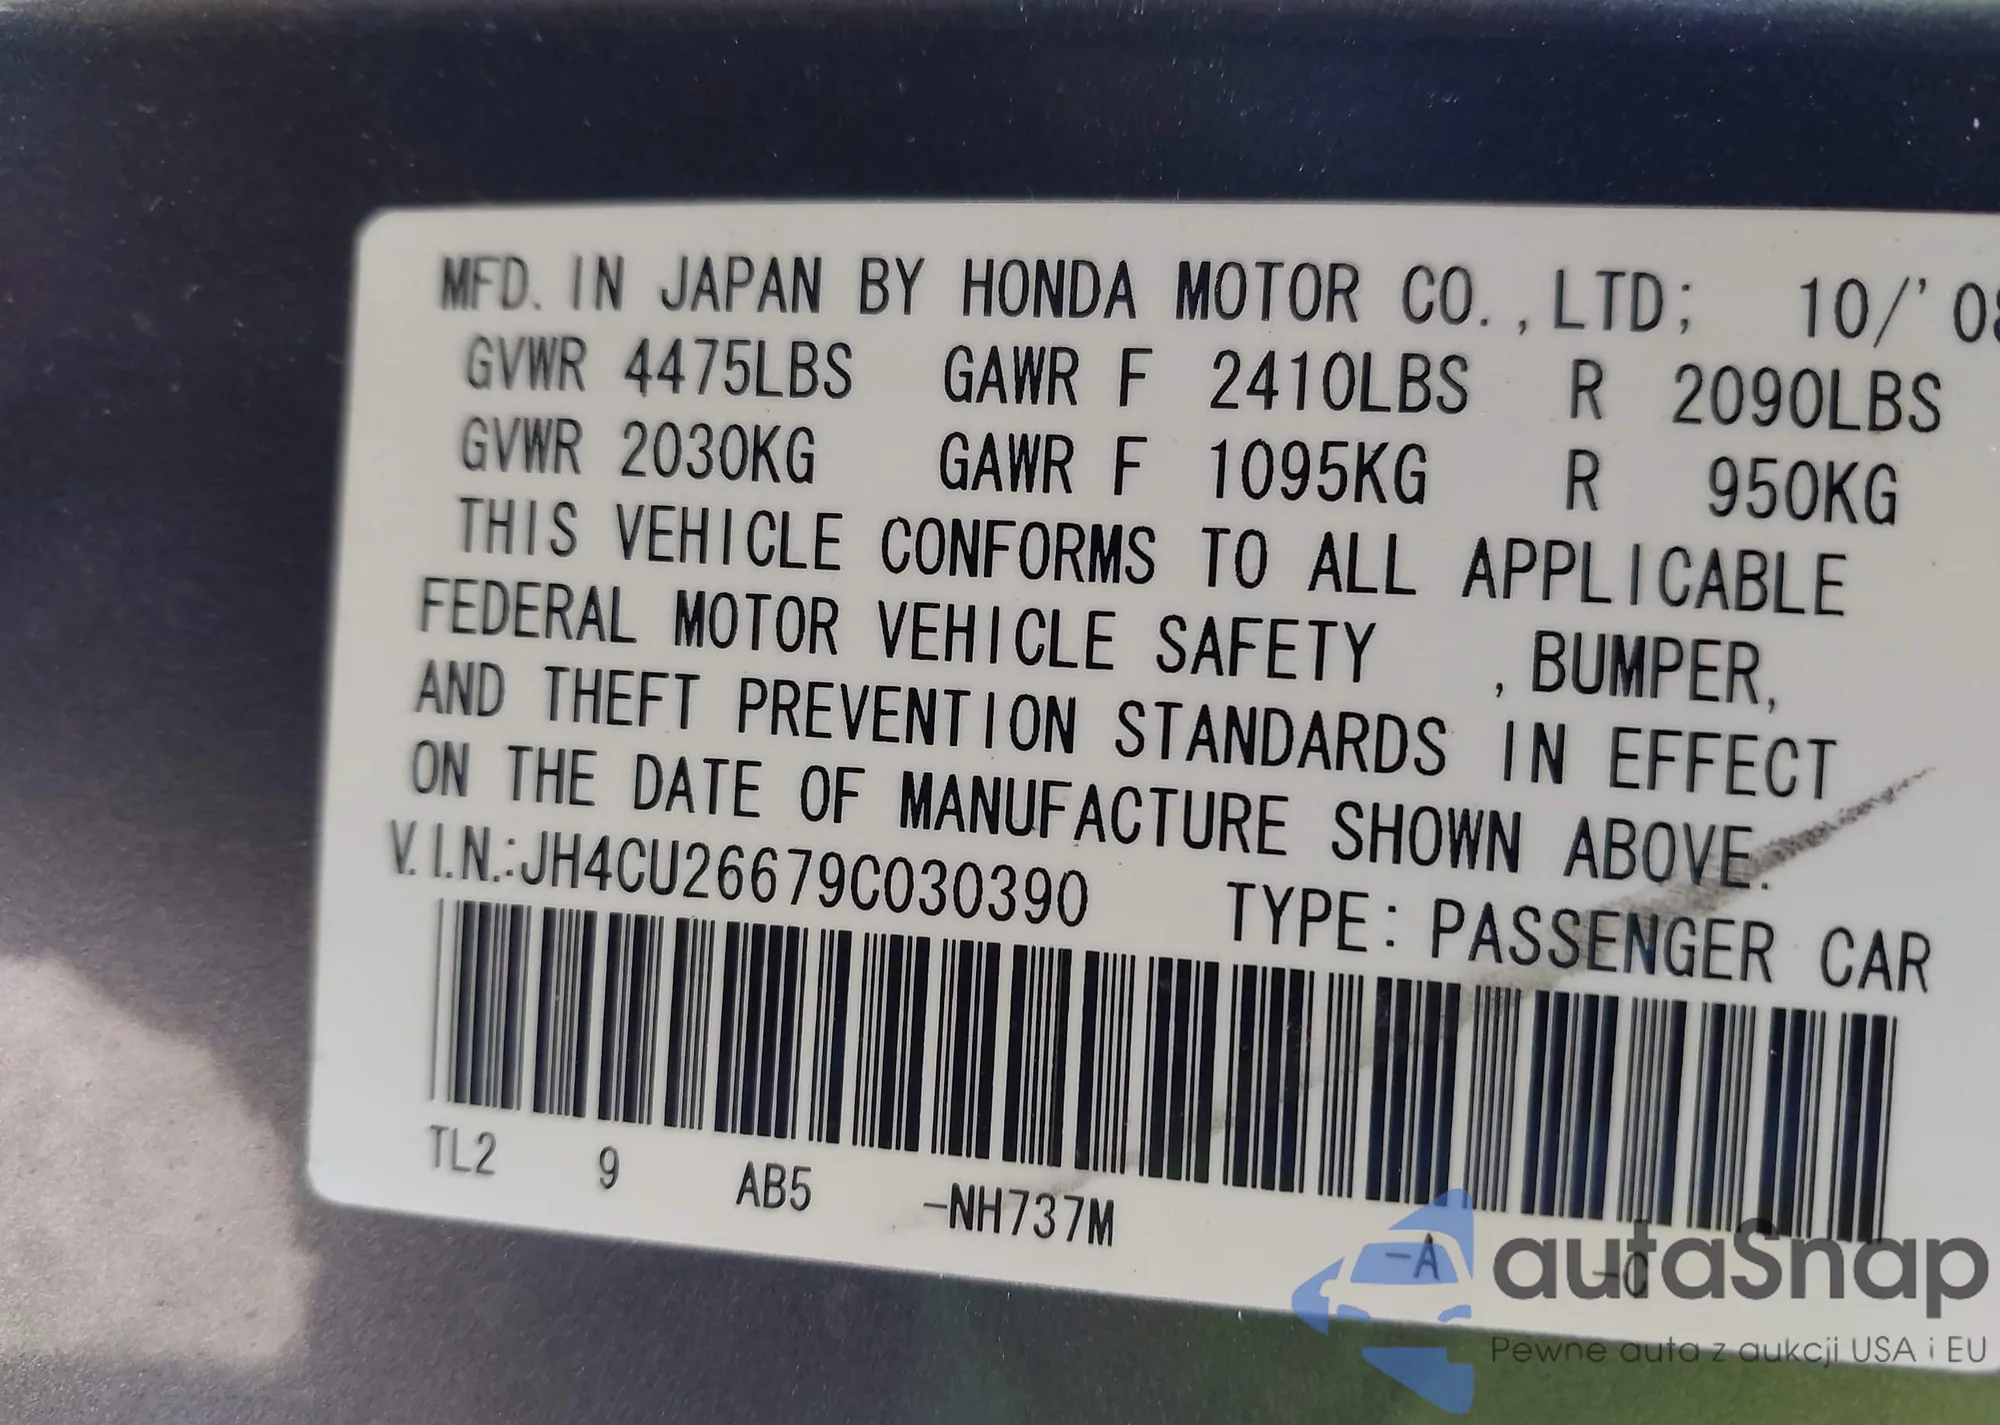 MFD. IN JAPAN BY HONDA MOTOR CO.,LTD; 10/'08
GVWR 4475LBS GAWR F 2410LBS R 2090LBS
GVWR 2030KG GAWR F 1095KG R 950KG
THIS VEHICLE CONFORMS TO ALL APPLICABLE
FEDERAL MOTOR VEHICLE SAFETY ,BUMPER,
AND THEFT PREVENTION STANDARDS IN EFFECT
ON THE DATE OF MANUFACTURE SHOWN ABOVE.
V.I.N.:JH4CU26679C030390 TYPE: PASSENGER CAR
TL2 9 AB5 -NH737M -A -C
autaSnap
Pewne auta z aukcji USA i EU